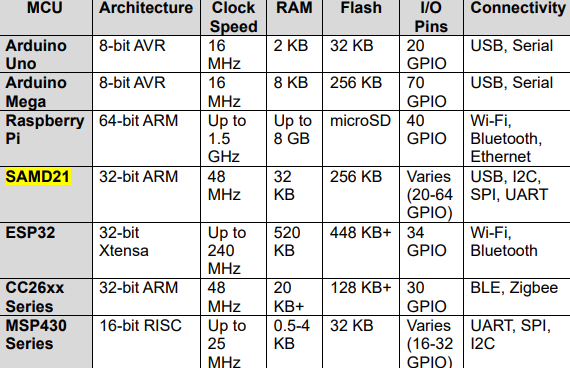 MCU Architecture Clock Speed RAM Flash I/O Pins Connectivity
Arduino Uno 8-bit AVR 16 MHz 2 KB 32 KB 20 GPIO USB, Serial
Arduino Mega 8-bit AVR 16 MHz 8 KB 256 KB 70 GPIO USB, Serial
Raspberry Pi 64-bit ARM Up to 1.5 GHz Up to 8 GB microSD 40 GPIO Wi-Fi, Bluetooth, Ethernet
SAMD21 32-bit ARM 48 MHz 32 KB 256 KB Varies (20-64 GPIO) USB, I2C, SPI, UART
ESP32 32-bit Xtensa Up to 240 MHz 520 KB 448 KB+ 34 GPIO Wi-Fi, Bluetooth
CC26xx Series 32-bit ARM 48 MHz 20 KB+ 128 KB+ 30 GPIO BLE, Zigbee
MSP430 Series 16-bit RISC Up to 25 MHz 0.5-4 KB 32 KB Varies (16-32 GPIO) UART, SPI, I2C